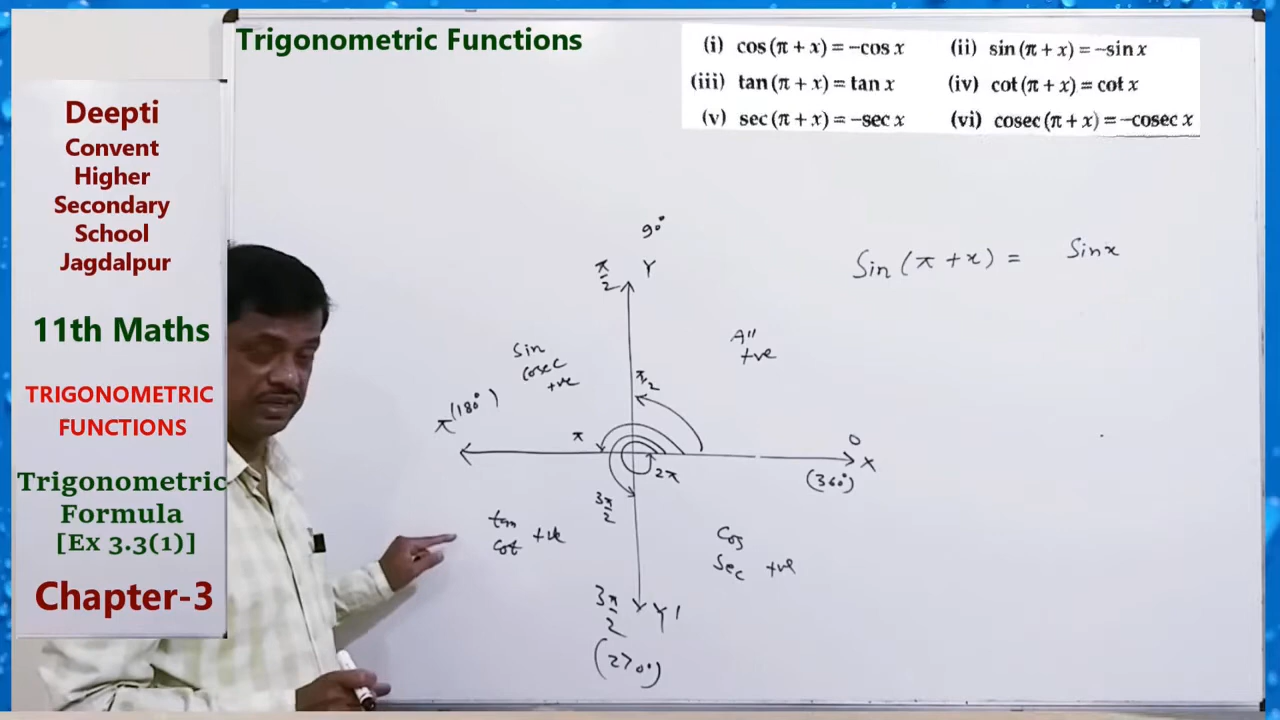 Trigonometric Functions
(i) cos (π + x) = −cos x
(ii) sin (π + x) = −sin x
(iii) tan (π + x) = tan x
(iv) cot (π + x) = cot x
(v) sec (π + x) = −sec x
(vi) cosec (π + x) = −cosec x
Deepti
Convent
Higher
Secondary
School
Jagdalpur
11th Maths
TRIGONOMETRIC
FUNCTIONS
Trigonometric
Formula
[Ex 3.3(1)]
Chapter-3
90°
π/2 Y
Sin (π + x) = Sinx
All
+ve
Sin
cosec
+ve
π/2
π (180°)
π
0
X
(360°)
2π
3π/2
tan
cot +ve
Cos
Sec +ve
3π/2 Y'
(270°)